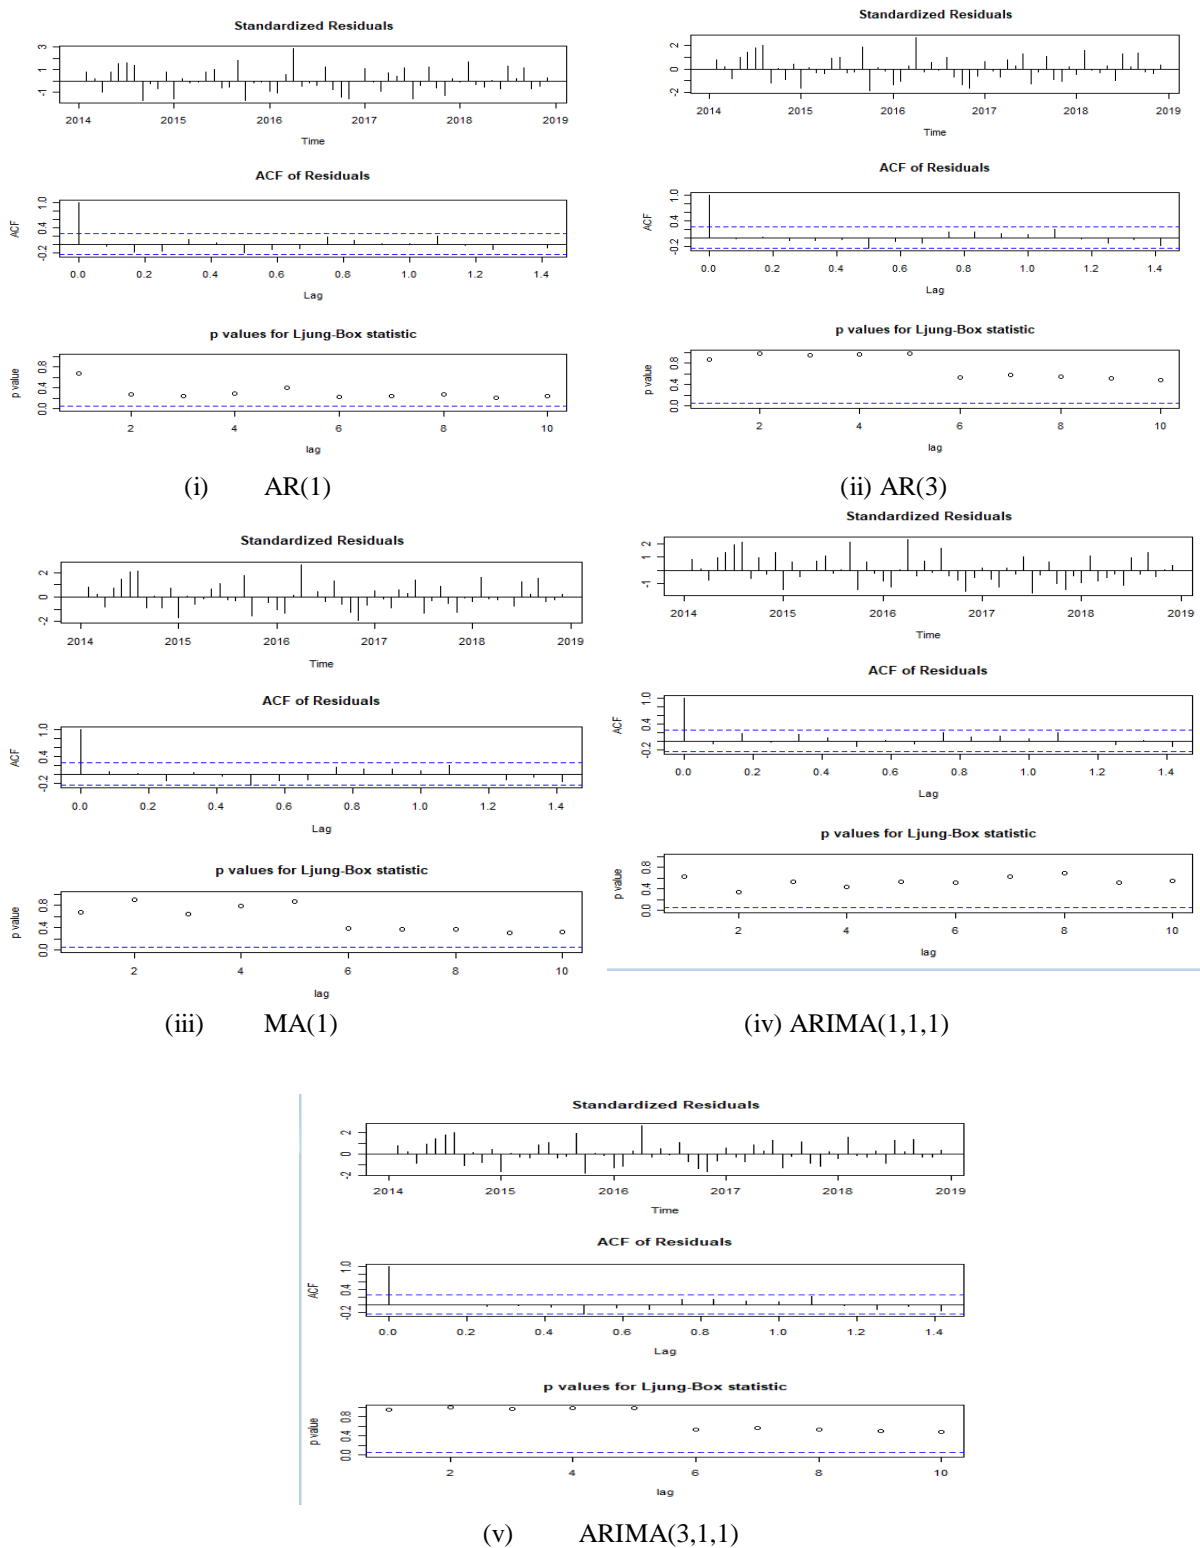 Standardized Residuals
3
1
-1
2014 2015 2016 2017 2018 2019
Time
ACF of Residuals
ACF
1.0
0.4
-0.2
0.0 0.2 0.4 0.6 0.8 1.0 1.2 1.4
Lag
p values for Ljung-Box statistic
p value
0.8
0.4
0.0
2 4 6 8 10
lag
(i) AR(1)
Standardized Residuals
2
0
-2
2014 2015 2016 2017 2018 2019
Time
ACF of Residuals
ACF
1.0
0.4
-0.2
0.0 0.2 0.4 0.6 0.8 1.0 1.2 1.4
Lag
p values for Ljung-Box statistic
p value
0.8
0.4
0.0
2 4 6 8 10
lag
(ii) AR(3)
Standardized Residuals
2
0
-2
2014 2015 2016 2017 2018 2019
Time
ACF of Residuals
ACF
1.0
0.4
-0.2
0.0 0.2 0.4 0.6 0.8 1.0 1.2 1.4
Lag
p values for Ljung-Box statistic
p value
0.8
0.4
0.0
2 4 6 8 10
lag
(iii) MA(1)
Standardized Residuals
2
1
-1
2014 2015 2016 2017 2018 2019
Time
ACF of Residuals
ACF
1.0
0.4
-0.2
0.0 0.2 0.4 0.6 0.8 1.0 1.2 1.4
Lag
p values for Ljung-Box statistic
p value
0.8
0.4
0.0
2 4 6 8 10
lag
(iv) ARIMA(1,1,1)
Standardized Residuals
2
0
-2
2014 2015 2016 2017 2018 2019
Time
ACF of Residuals
ACF
1.0
0.4
-0.2
0.0 0.2 0.4 0.6 0.8 1.0 1.2 1.4
Lag
p values for Ljung-Box statistic
p value
0.8
0.4
0.0
2 4 6 8 10
lag
(v) ARIMA(3,1,1)